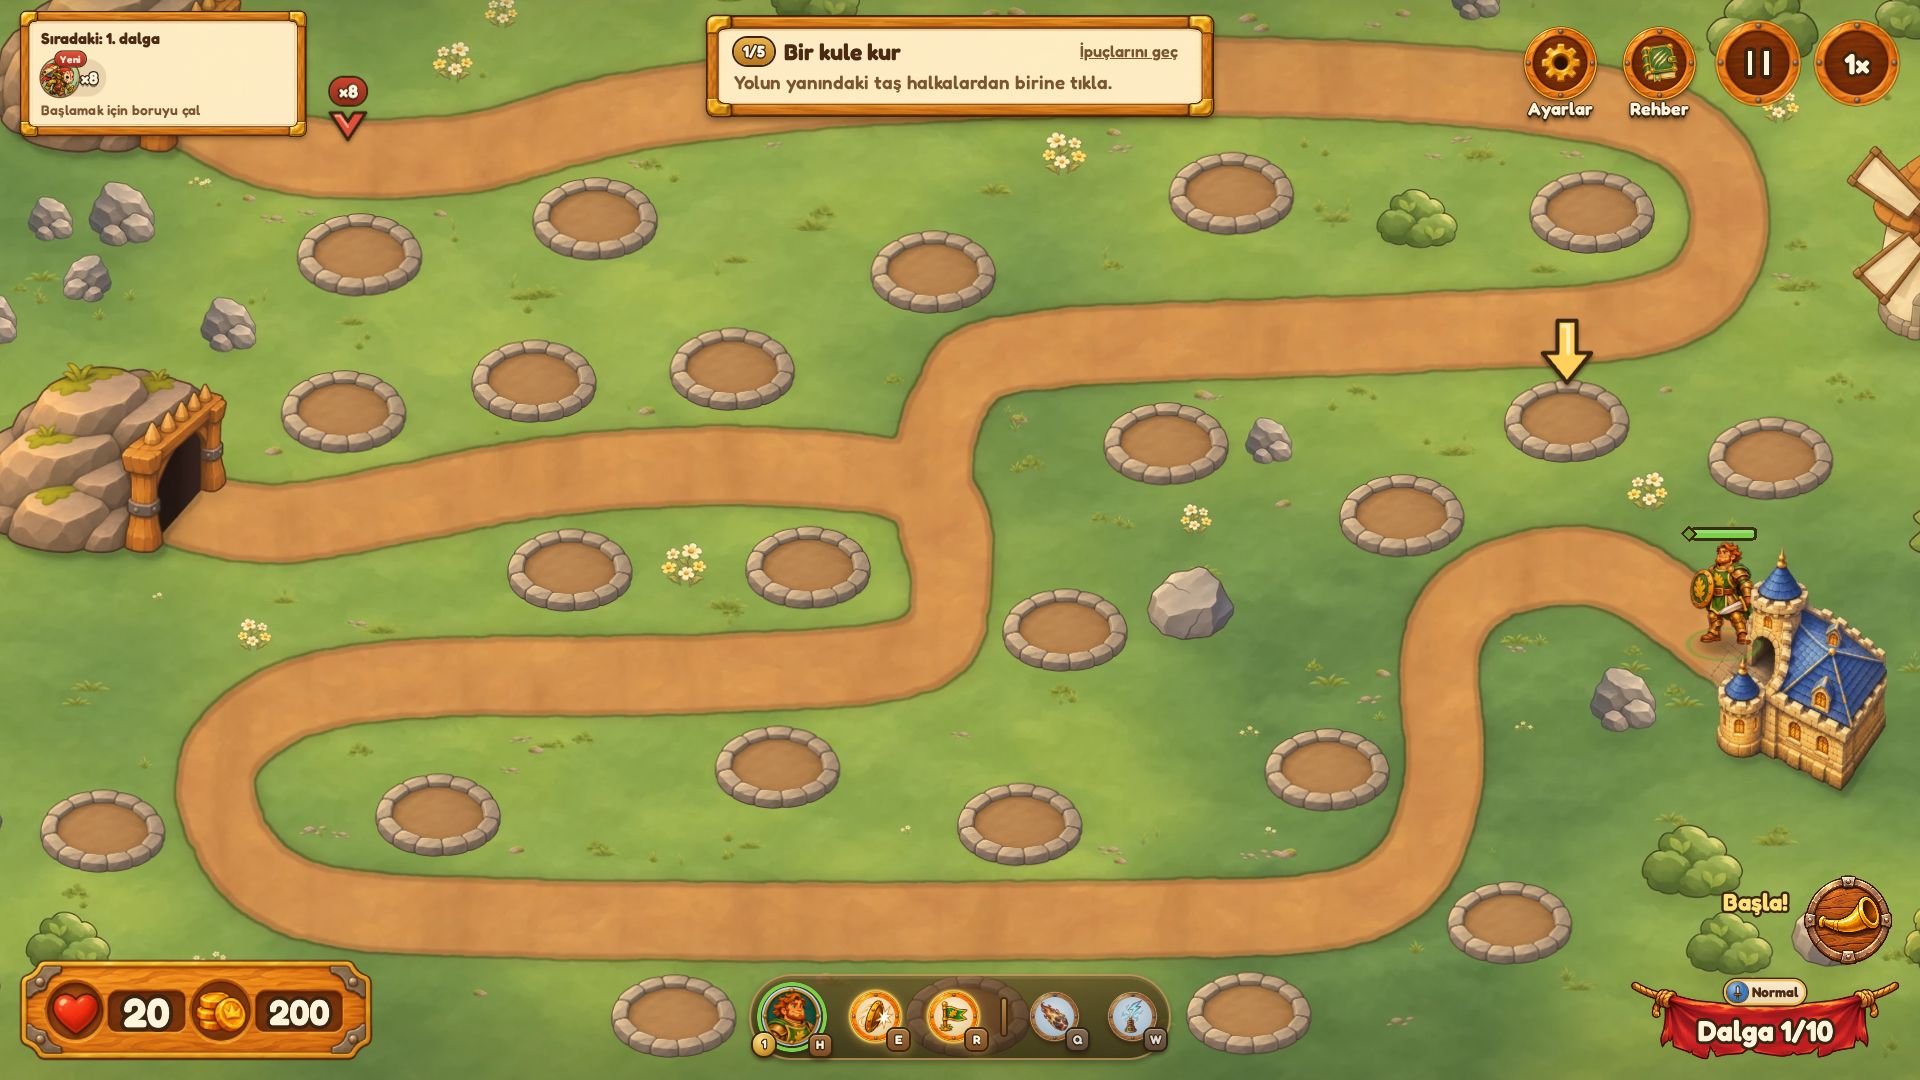 Sıradaki: 1. dalga
Yeni
x8
Başlamak için boruyu çal
x8
1/5 Bir kule kur
İpuçlarını geç
Yolun yanındaki taş halkalardan birine tıkla.
Ayarlar
Rehber
1x
Başla!
20
200
1
H
E
R
Q
W
Normal
Dalga 1/10